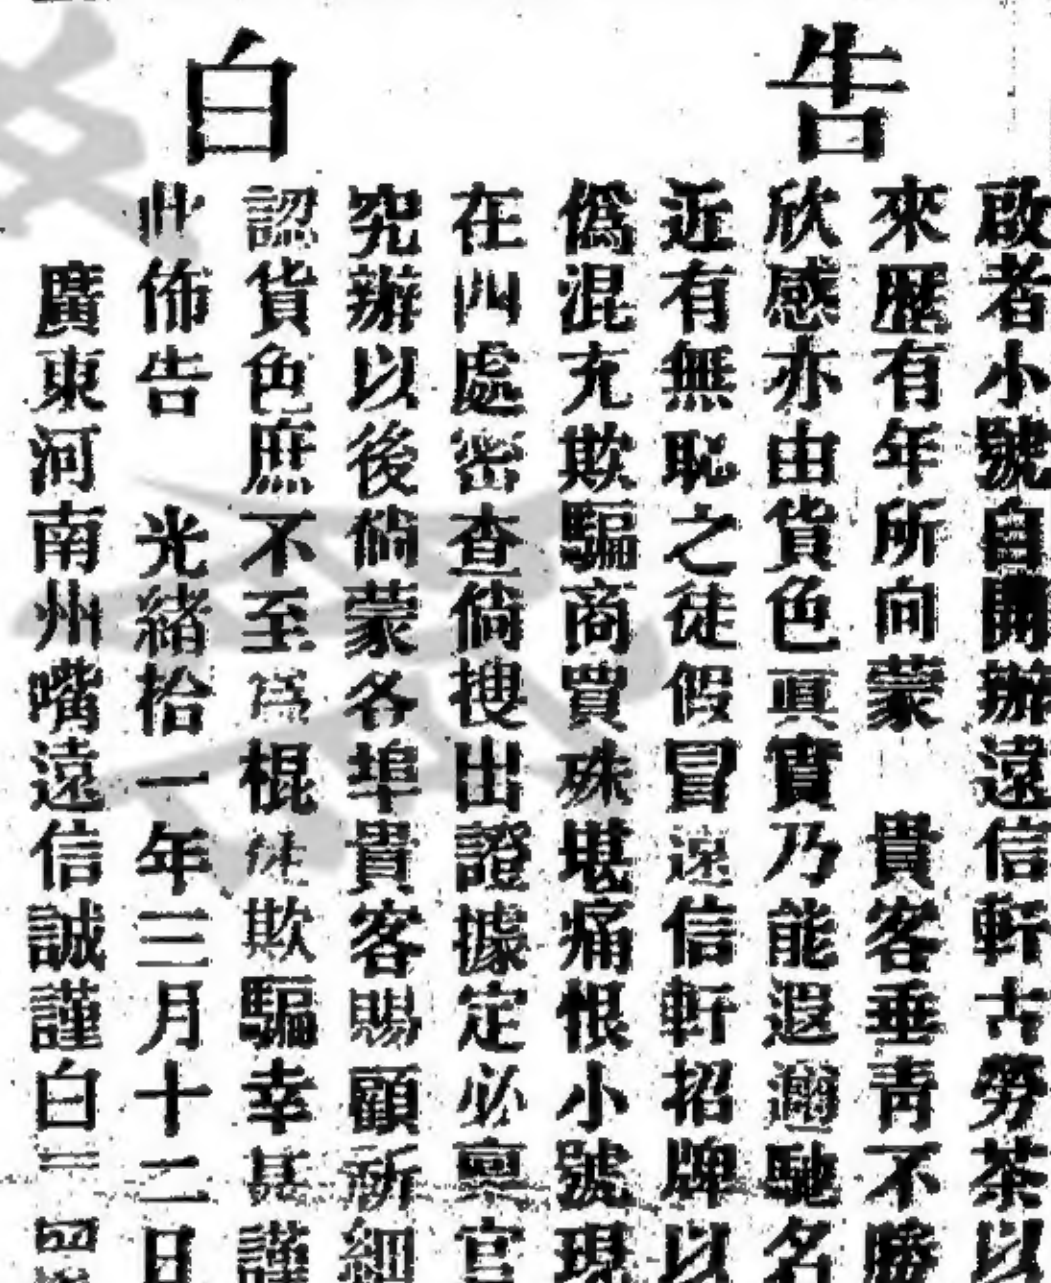 告白
啟者小號自開辦遠信軒古勞茶以
來歷有年所向蒙 貴客垂青不勝
欣感亦由貨色眞實乃能遐邇馳名
近有無恥之徒假冒遠信軒招牌以
僞混充欺騙商買殊堪痛恨小號現
在四處密查倘搜出證據定必稟官
究辦以後倘蒙各埠貴客賜顧祈細
認貨色庶不至爲棍徒欺騙幸甚謹
此佈告 光緒拾一年三月十二日
廣東河南州嘴遠信誠謹白